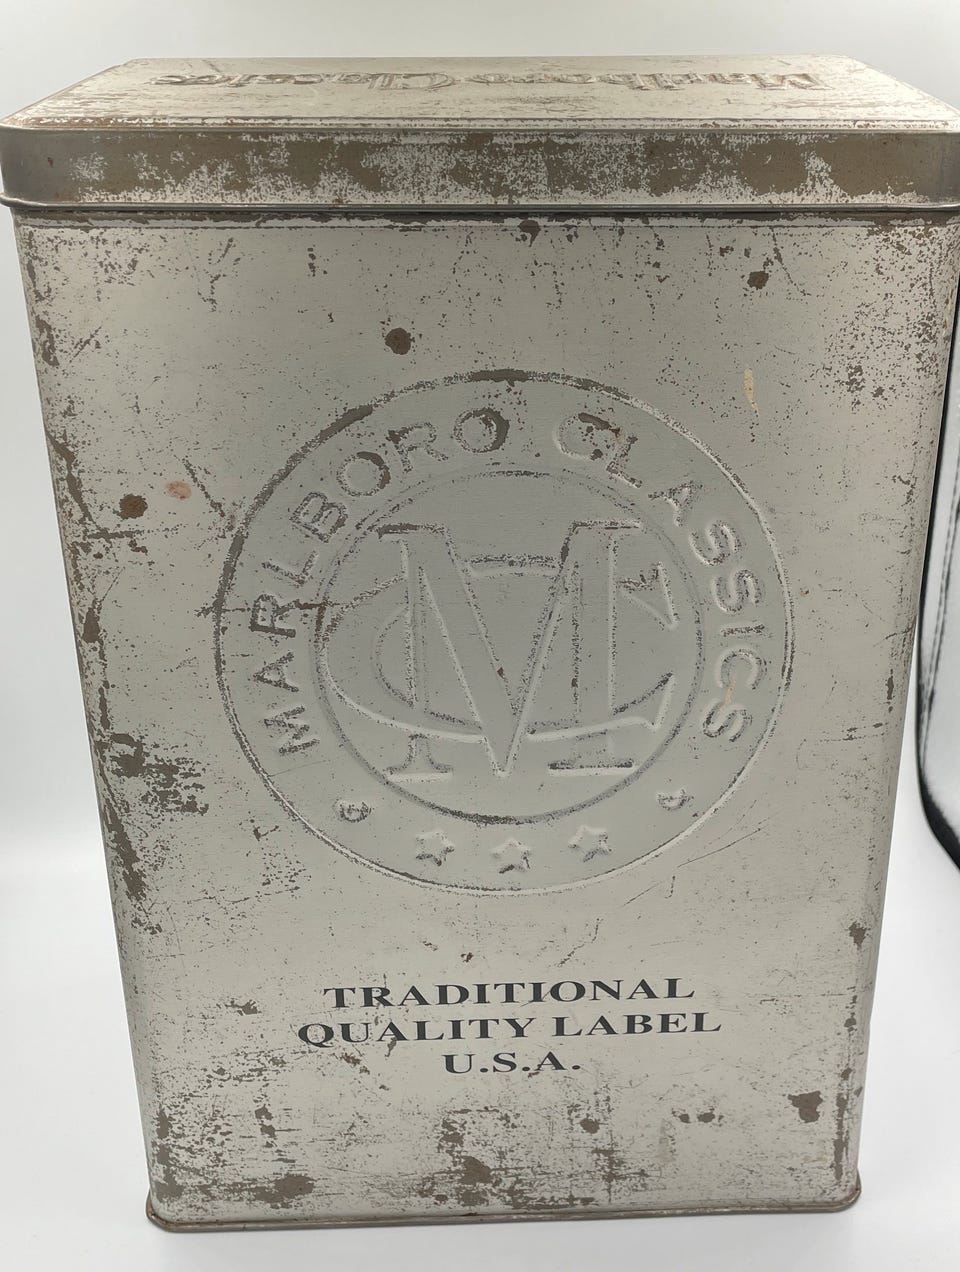 Marlboro Classics
MARLBORO CLASSICS
MC
TRADITIONAL
QUALITY LABEL
U.S.A.